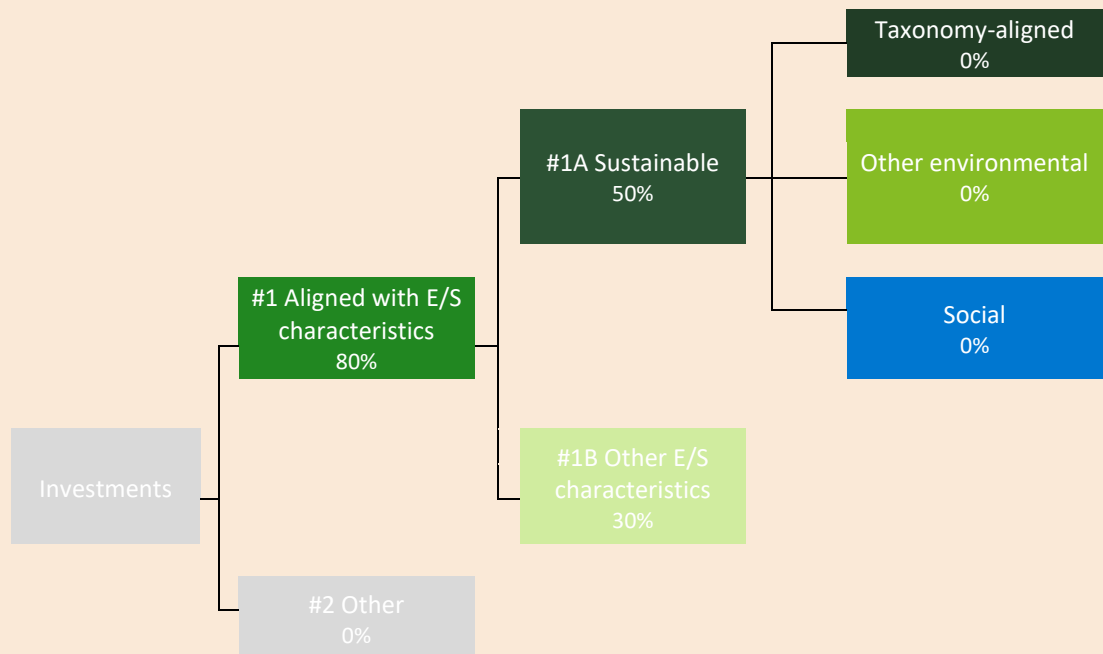 Taxonomy-aligned
0%
#1A Sustainable
50%
Other environmental
0%
#1 Aligned with E/S
characteristics
80%
Social
0%
Investments
#1B Other E/S
characteristics
30%
#2 Other
0%